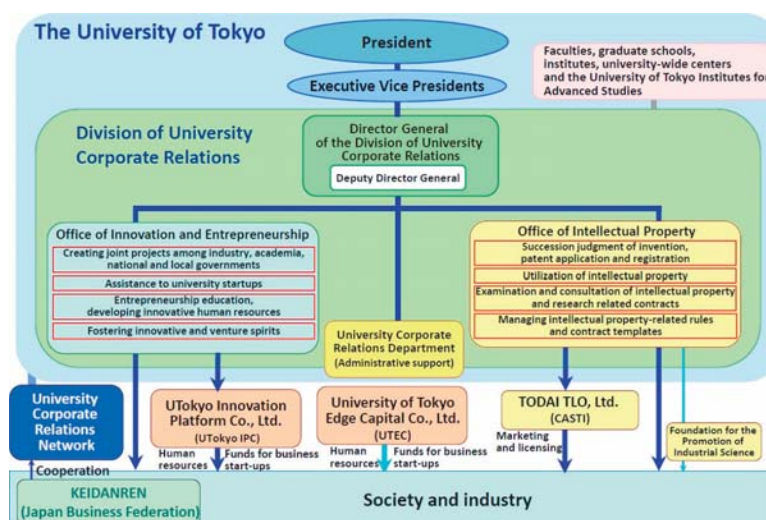 The University of Tokyo
President
Executive Vice Presidents
Faculties, graduate schools,
institutes, university-wide centers
and the University of Tokyo Institutes for
Advanced Studies
Division of University
Corporate Relations
Director General
of the Division of University
Corporate Relations
Deputy Director General
Office of Innovation and Entrepreneurship
Creating joint projects among industry, academia,
national and local governments
Assistance to university startups
Entrepreneurship education,
developing innovative human resources
Fostering innovative and venture spirits
Office of Intellectual Property
Succession judgment of invention,
patent application and registration
Utilization of intellectual property
Examination and consultation of intellectual property
and research related contracts
Managing intellectual property-related rules
and contract templates
University Corporate
Relations Department
(Administrative support)
University
Corporate
Relations
Network
UTokyo Innovation
Platform Co., Ltd.
(UTokyo IPC)
University of Tokyo
Edge Capital Co., Ltd.
(UTEC)
TODAI TLO, Ltd.
(CASTI)
Foundation for the
Promotion of
Industrial Science
Human
resources
Funds for business
start-ups
Human
resources
Funds for business
start-ups
Marketing
and licensing
Cooperation
KEIDANREN
(Japan Business Federation)
Society and industry